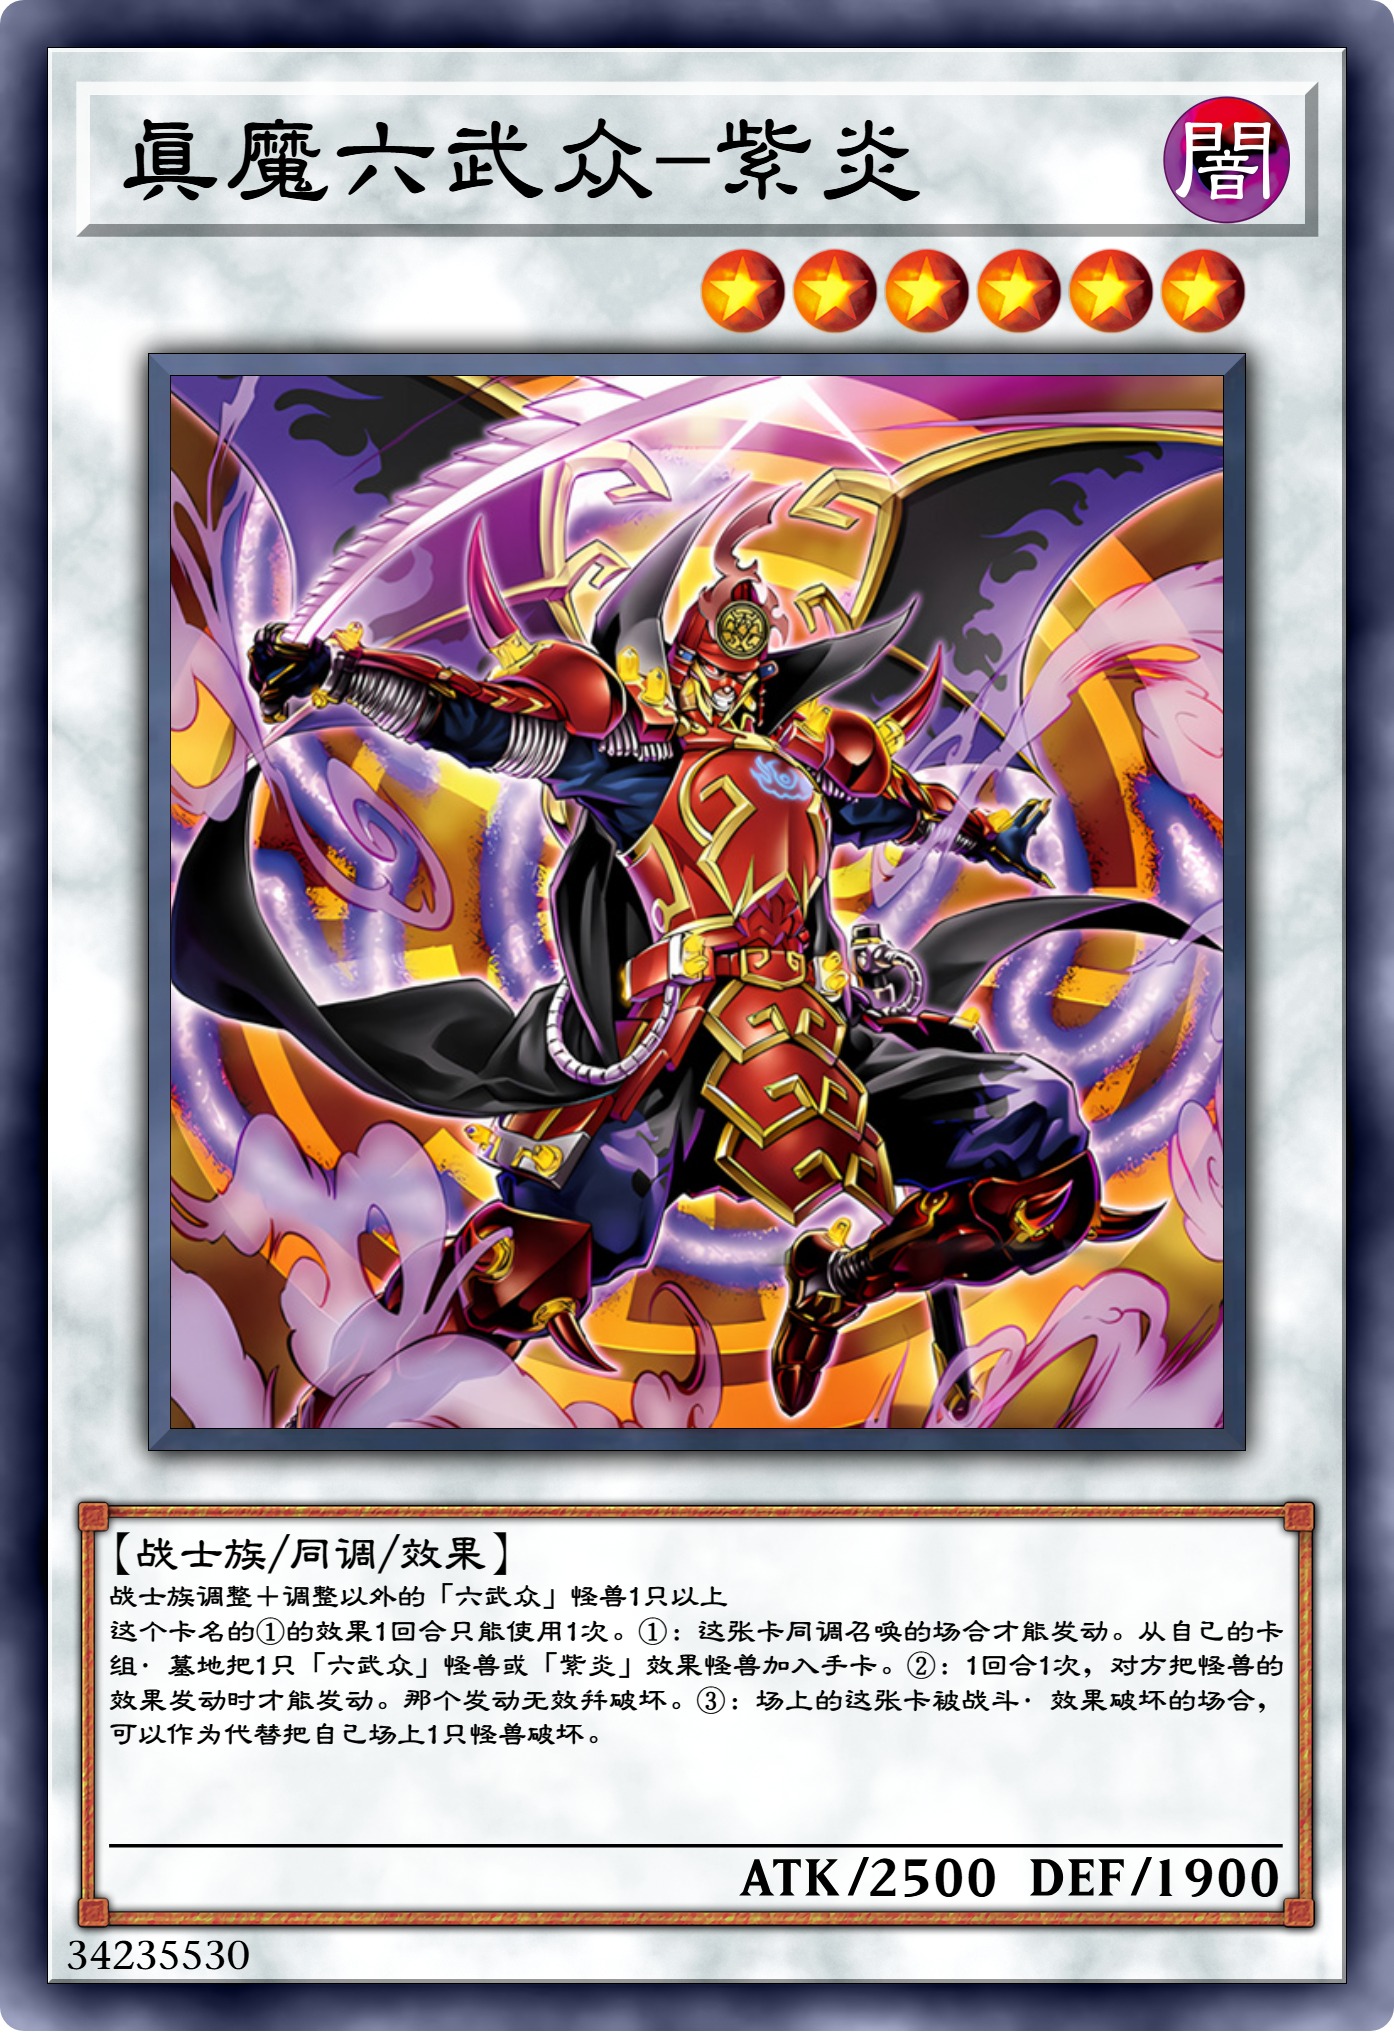 眞魔六武众-紫炎
闇
【战士族/同调/效果】
战士族调整＋调整以外的「六武众」怪兽1只以上
这个卡名的①的效果1回合只能使用1次。①：这张卡同调召唤的场合才能发动。从自己的卡
组·墓地把1只「六武众」怪兽或「紫炎」效果怪兽加入手卡。②：1回合1次，对方把怪兽的
效果发动时才能发动。那个发动无效并破坏。③：场上的这张卡被战斗·效果破坏的场合，
可以作为代替把自己场上1只怪兽破坏。
ATK/2500 DEF/1900
34235530